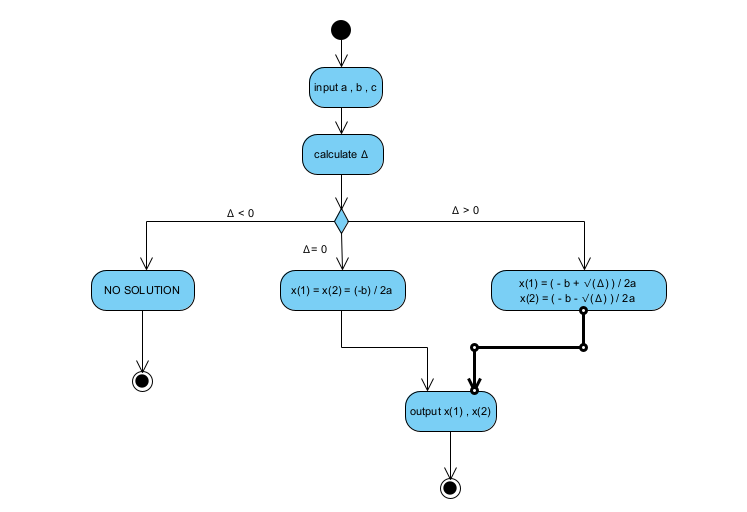 input a , b , c
calculate Δ
Δ < 0
Δ > 0
Δ = 0
NO SOLUTION
x(1) = x(2) = (-b) / 2a
x(1) = ( - b + √(Δ) ) / 2a
x(2) = ( - b - √(Δ) ) / 2a
output x(1) , x(2)